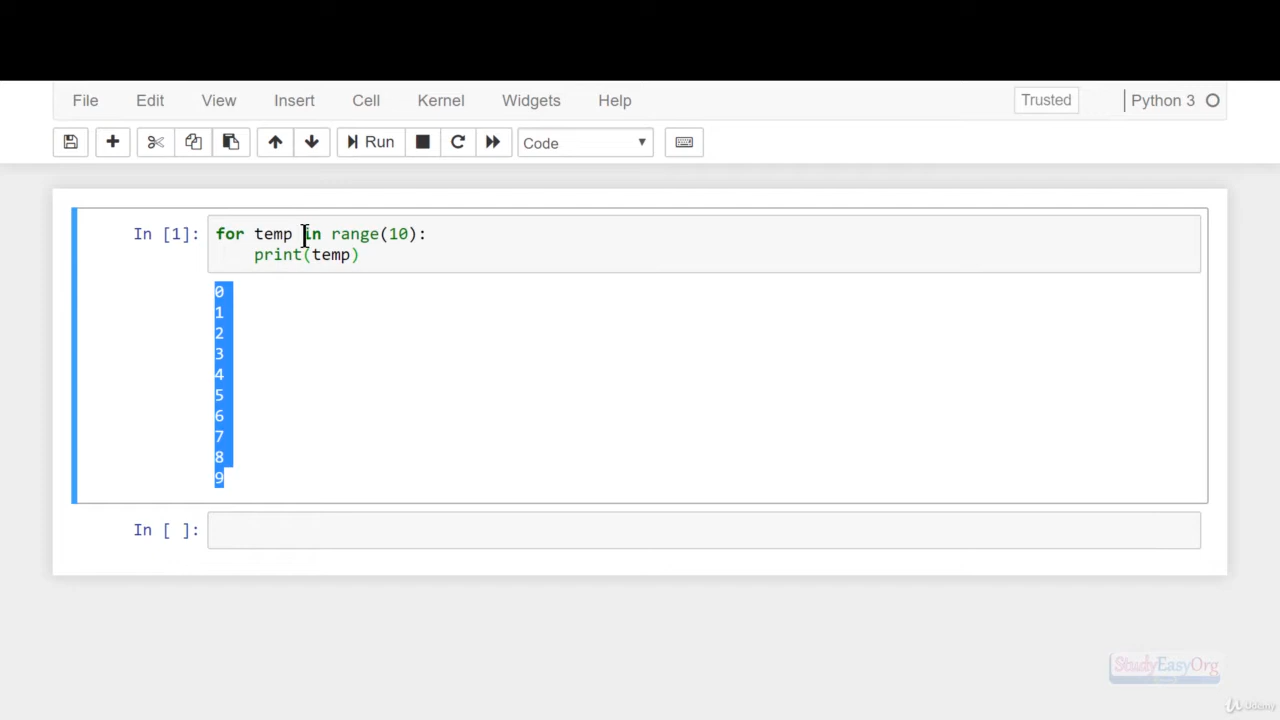 File Edit View Insert Cell Kernel Widgets Help Trusted Python 3
Run Code
In [1]: for temp in range(10):
print(temp)
0
1
2
3
4
5
6
7
8
9
In [ ]:
StudyEasyOrg
Udemy